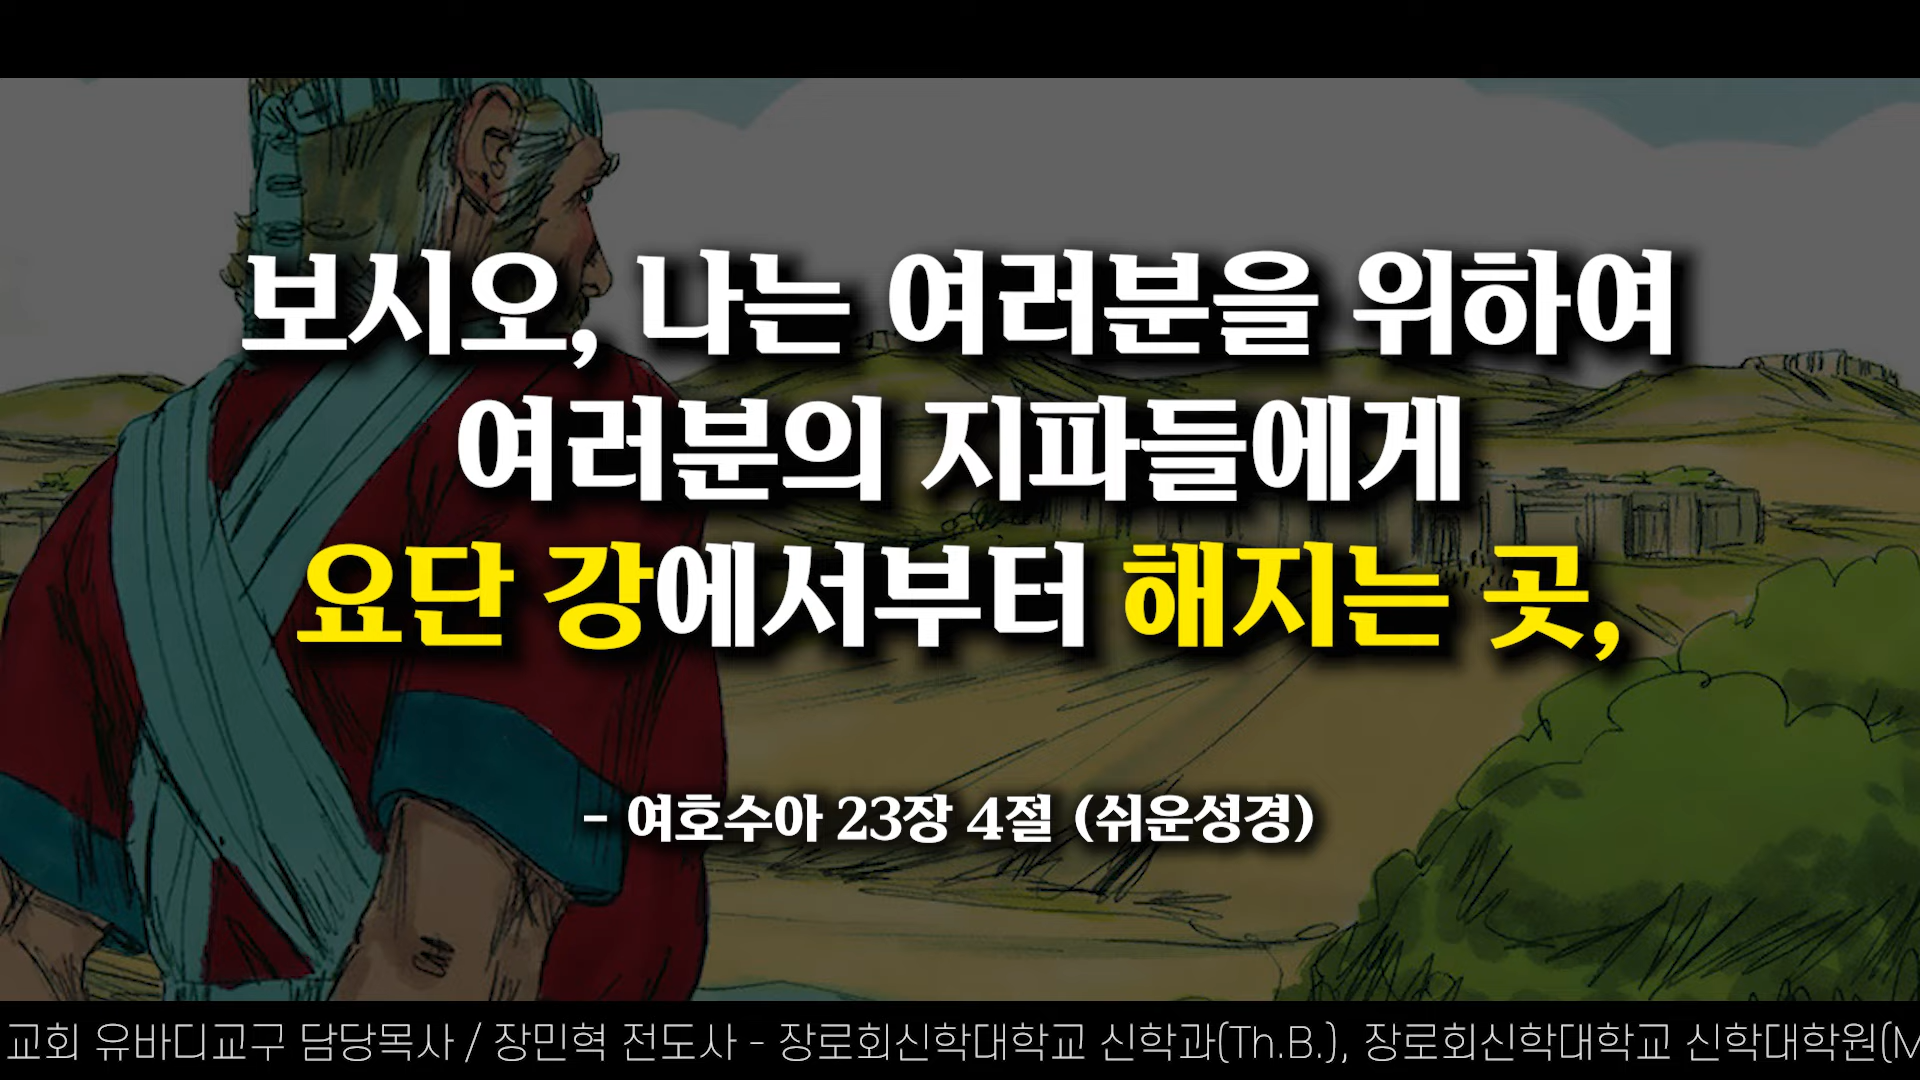 보시오, 나는 여러분을 위하여
여러분의 지파들에게
요단 강에서부터 해지는 곳,
- 여호수아 23장 4절 (쉬운성경)
교회 유바디교구 담당목사 / 장민혁 전도사 - 장로회신학대학교 신학과(Th.B.), 장로회신학대학교 신학대학원(M